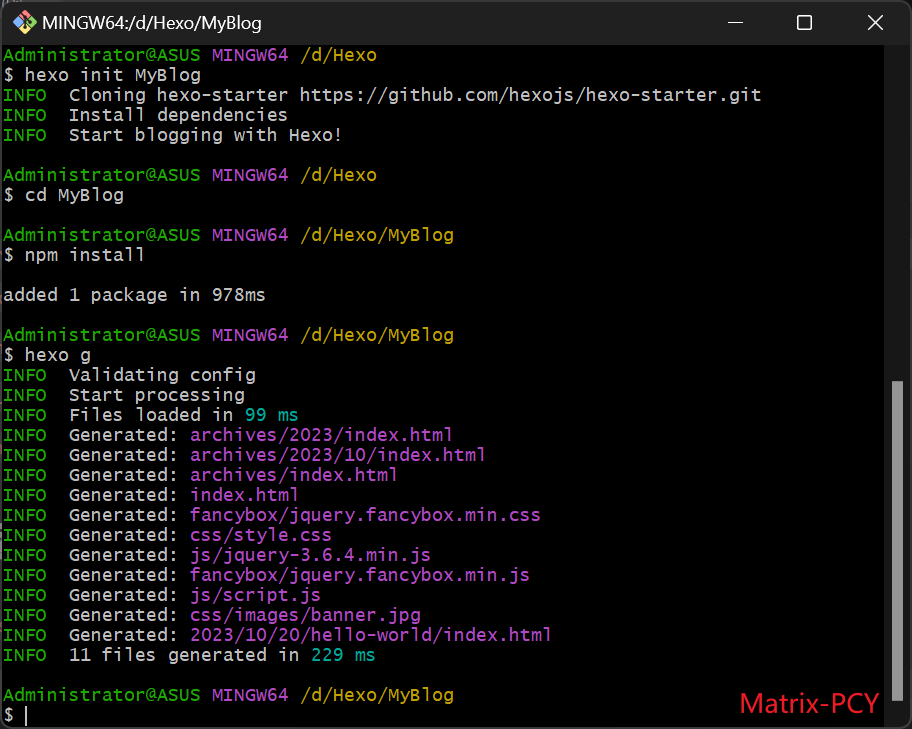 MINGW64:/d/Hexo/MyBlog
Administrator@ASUS MINGW64 /d/Hexo
$ hexo init MyBlog
INFO  Cloning hexo-starter https://github.com/hexojs/hexo-starter.git
INFO  Install dependencies
INFO  Start blogging with Hexo!
Administrator@ASUS MINGW64 /d/Hexo
$ cd MyBlog
Administrator@ASUS MINGW64 /d/Hexo/MyBlog
$ npm install
added 1 package in 978ms
Administrator@ASUS MINGW64 /d/Hexo/MyBlog
$ hexo g
INFO  Validating config
INFO  Start processing
INFO  Files loaded in 99 ms
INFO  Generated: archives/2023/index.html
INFO  Generated: archives/2023/10/index.html
INFO  Generated: archives/index.html
INFO  Generated: index.html
INFO  Generated: fancybox/jquery.fancybox.min.css
INFO  Generated: css/style.css
INFO  Generated: js/jquery-3.6.4.min.js
INFO  Generated: fancybox/jquery.fancybox.min.js
INFO  Generated: js/script.js
INFO  Generated: css/images/banner.jpg
INFO  Generated: 2023/10/20/hello-world/index.html
INFO  11 files generated in 229 ms
Administrator@ASUS MINGW64 /d/Hexo/MyBlog
$
Matrix-PCY